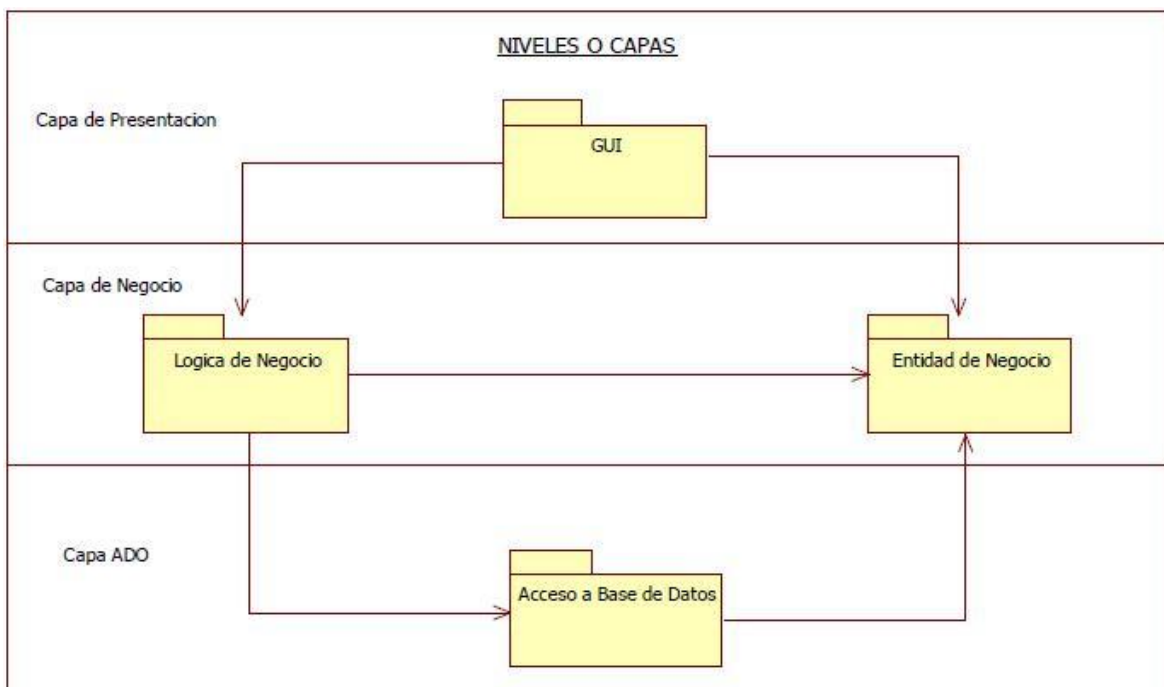 NIVELES O CAPAS
Capa de Presentacion
GUI
Capa de Negocio
Logica de Negocio
Entidad de Negocio
Capa ADO
Acceso a Base de Datos